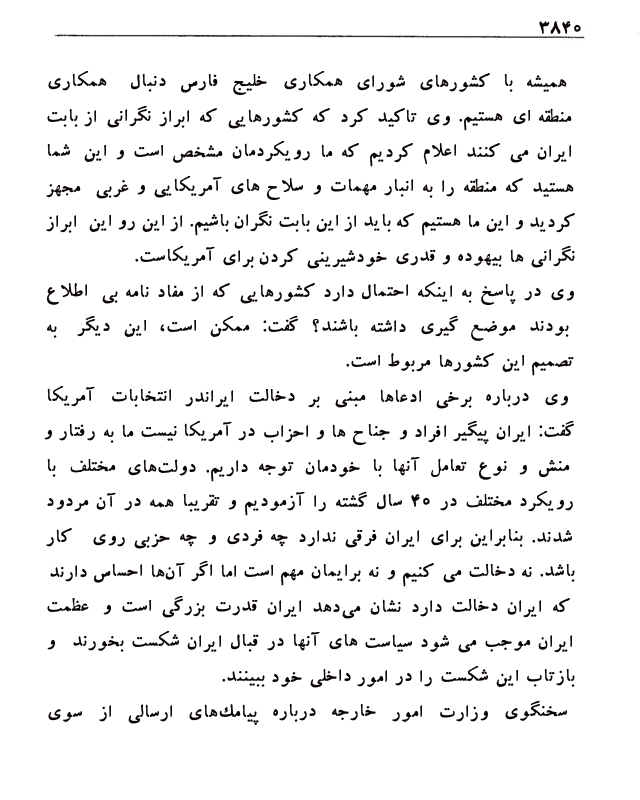 ۳۸۴۰
همیشه با کشورهای شورای همکاری خلیج فارس دنبال همکاری
منطقه ای هستیم. وی تاکید کرد که کشورهایی که ابراز نگرانی از بابت
ایران می کنند اعلام کردیم که ما رویکردمان مشخص است و این شما
هستید که منطقه را به انبار مهمات و سلاح های آمریکایی و غربی مجهز
کردید و این ما هستیم که باید از این بابت نگران باشیم. از این رو این ابراز
نگرانی ها بیهوده و قدری خودشیرینی کردن برای آمریکاست.
وی در پاسخ به اینکه احتمال دارد کشورهایی که از مفاد نامه بی اطلاع
بودند موضع گیری داشته باشند؟ گفت: ممکن است، این دیگر به
تصمیم این کشورها مربوط است.
وی درباره برخی ادعاها مبنی بر دخالت ایراندر انتخابات آمریکا
گفت: ایران پیگیر افراد و جناح ها و احزاب در آمریکا نیست ما به رفتار و
منش و نوع تعامل آنها با خودمان توجه داریم. دولت‌های مختلف با
رویکرد مختلف در ۴۰ سال گشته را آزمودیم و تقریبا همه در آن مردود
شدند. بنابراین برای ایران فرقی ندارد چه فردی و چه حزبی روی کار
باشد. نه دخالت می کنیم و نه برایمان مهم است اما اگر آن‌ها احساس دارند
که ایران دخالت دارد نشان می‌دهد ایران قدرت بزرگی است و عظمت
ایران موجب می شود سیاست های آنها در قبال ایران شکست بخورند و
بازتاب این شکست را در امور داخلی خود ببینند.
سخنگوی وزارت امور خارجه درباره پیامك‌های ارسالی از سوی